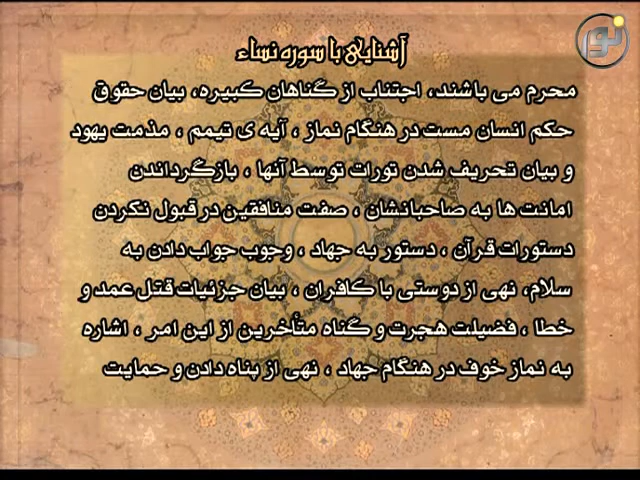 نور
آشنایی با سوره نساء
محرم می باشند، اجتناب از گناهان کبیره، بیان حقوق
حکم انسان مست در هنگام نماز ، آیه ی تیمم ، مذمت یهود
و بیان تحریف شدن تورات توسط آنها ، بازگرداندن
امانت ها به صاحبانشان ، صفت منافقین در قبول نکردن
دستورات قرآن ، دستور به جهاد ، وجوب جواب دادن به
سلام، نهی از دوستی با کافران ، بیان جزئیات قتل عمد و
خطا ، فضیلت هجرت و گناه متأخرین از این امر ، اشاره
به نماز خوف در هنگام جهاد ، نهی از پناه دادن و حمایت